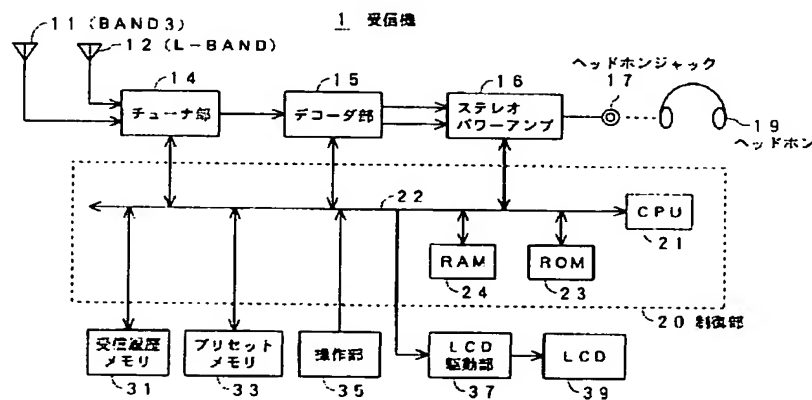 1 受信機
11(BAND3)
12(L-BAND)
14
チューナ部
15
デコーダ部
16
ステレオ
パワーアンプ
ヘッドホンジャック
17
19
ヘッドホン
22
CPU
21
RAM
24
ROM
23
20 制御部
受信履歴
メモリ
31
プリセット
メモリ
33
操作部
35
LCD
駆動部
37
LCD
39